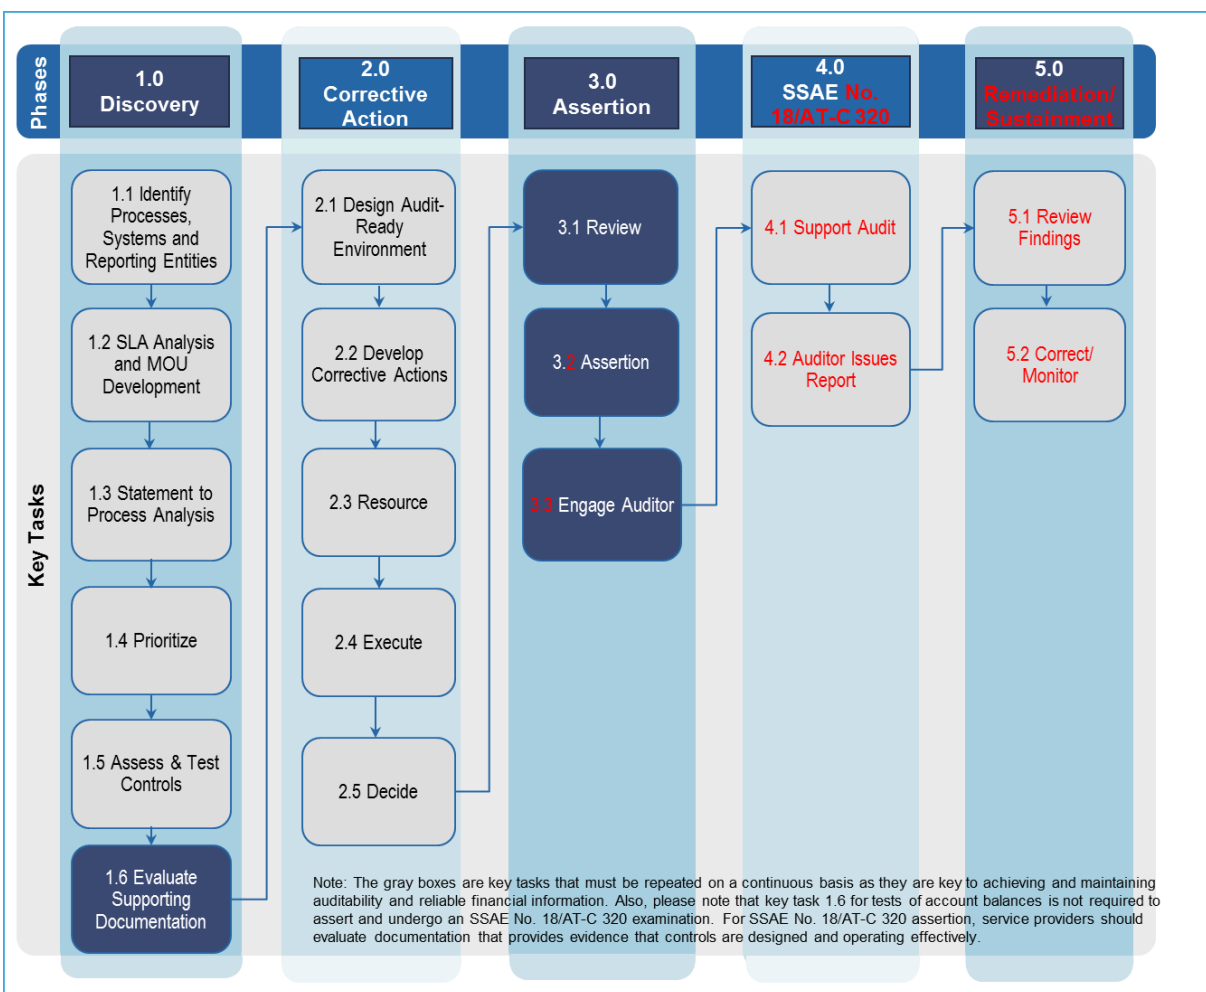 Phases
1.0
Discovery
2.0
Corrective
Action
3.0
Assertion
4.0
SSAE No.
18/AT-C 320
5.0
Remediation/
Sustainment
Key Tasks
1.1 Identify
Processes,
Systems and
Reporting Entities
1.2 SLA Analysis
and MOU
Development
1.3 Statement to
Process Analysis
1.4 Prioritize
1.5 Assess & Test
Controls
1.6 Evaluate
Supporting
Documentation
2.1 Design Audit-
Ready
Environment
2.2 Develop
Corrective Actions
2.3 Resource
2.4 Execute
2.5 Decide
3.1 Review
3.2 Assertion
3.3 Engage Auditor
4.1 Support Audit
4.2 Auditor Issues
Report
5.1 Review
Findings
5.2 Correct/
Monitor
Note: The gray boxes are key tasks that must be repeated on a continuous basis as they are key to achieving and maintaining
auditability and reliable financial information. Also, please note that key task 1.6 for tests of account balances is not required to
assert and undergo an SSAE No. 18/AT-C 320 examination. For SSAE No. 18/AT-C 320 assertion, service providers should
evaluate documentation that provides evidence that controls are designed and operating effectively.